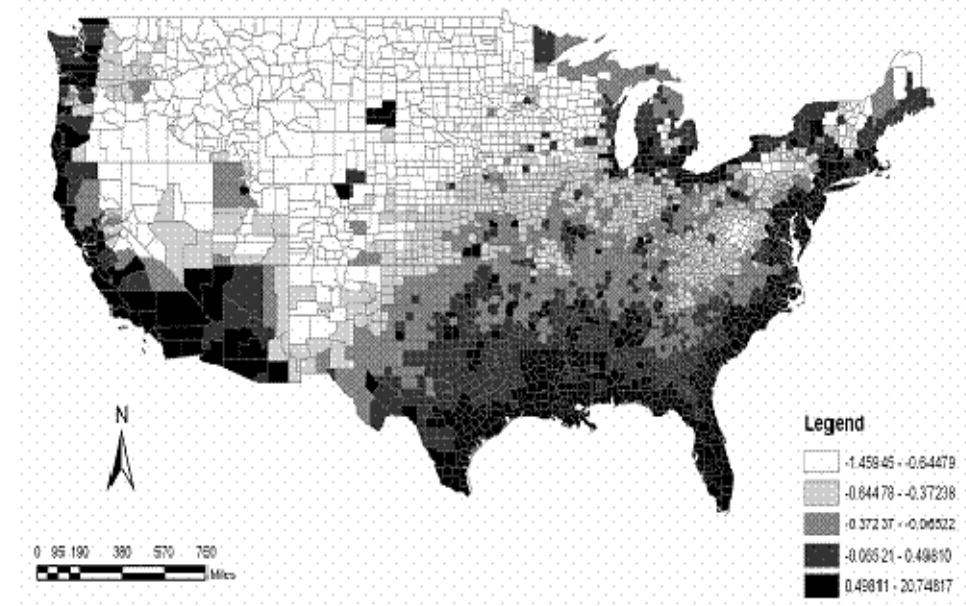 N
Legend
-1.45945 - -0.64479
-0.64478 - -0.37238
-0.37237 - -0.06522
-0.06521 - 0.49810
0.49811 - 20.74817
0 95 190 380 570 760
Miles